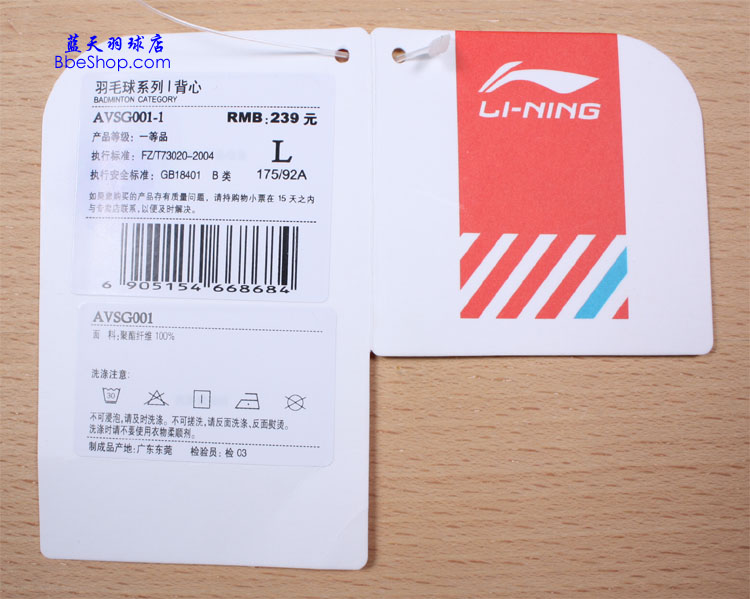 蓝天羽球店
BbeShop.com
羽毛球系列 | 背心
BADMINTON CATEGORY
AVSG001-1 RMB: 239 元
产品等级: 一等品
执行标准: FZ/T73020-2004 L
执行安全标准: GB18401 B 类 175/92A
如果您购买的产品存有质量问题, 请持购物小票在 15 天之内
与专卖店联系, 以便及时解决。
6 905154 668684
AVSG001
面 料: 聚酯纤维 100%
洗涤注意:
30
不可浸泡, 请及时洗涤。不可搓洗, 请反面洗涤、反面熨烫。
洗涤时请不要使用衣物柔顺剂。
制成品产地: 广东东莞 检验员: 检 03
LI-NING